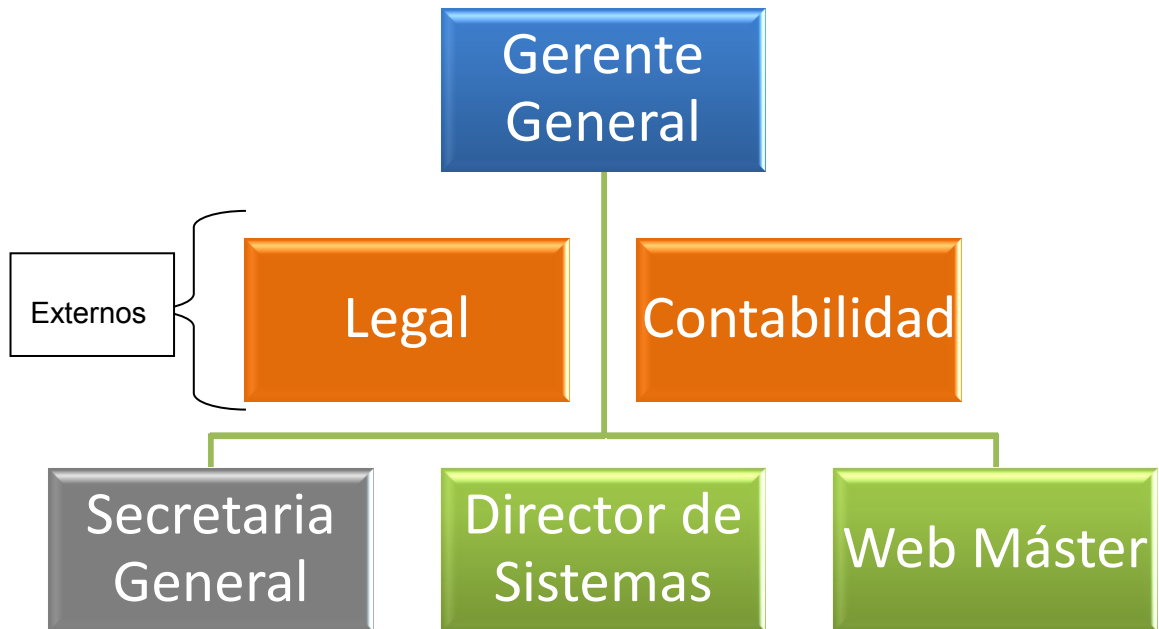 Gerente
General
Externos
Legal
Contabilidad
Secretaria
General
Director de
Sistemas
Web Máster